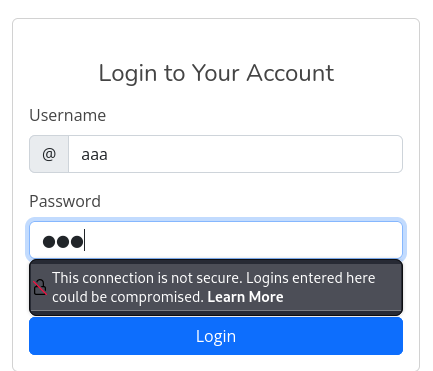 Login to Your Account
Username
@ aaa
Password
●●●
This connection is not secure. Logins entered here
could be compromised. Learn More
Login